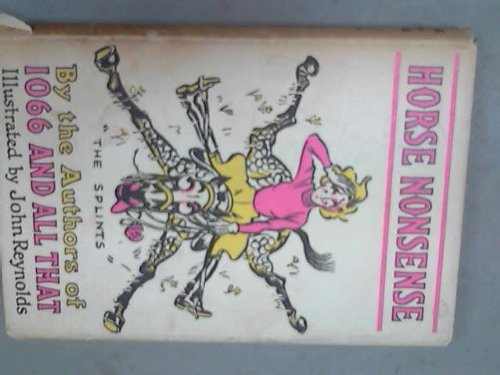 HORSE NONSENSE
THE SPLINTS
By the Authors of
1066 AND ALL THAT
Illustrated by John Reynolds